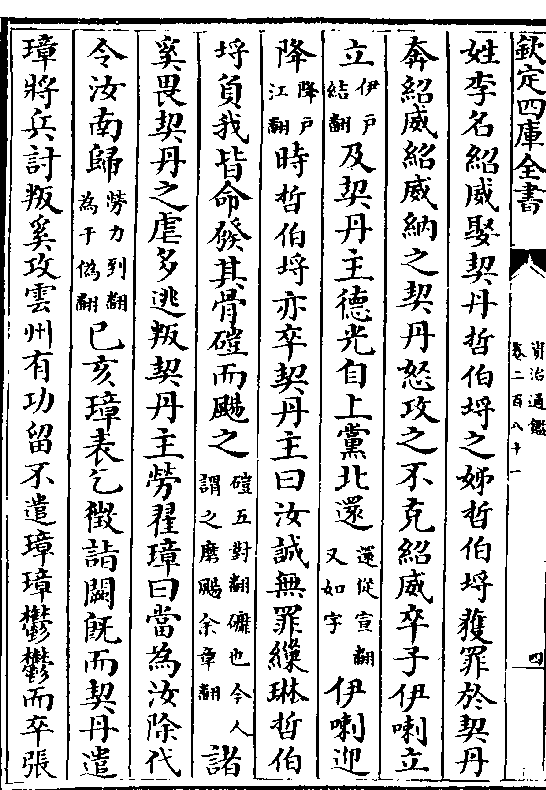 欽定四庫全書
資治通鑑
卷二百八十一
四
姓李名紹威娶契丹哲伯埒之姊哲伯埒獲罪於契丹
奔紹威紹威納之契丹怒攻之不克紹威卒子伊喇立
立伊戸結翻及契丹主德光自上黨北還還從宣翻又如字伊喇迎
降降戸江翻時哲伯埒亦卒契丹主曰汝誠無罪繅琳哲伯
埒負我皆命發其骨磑而颺之磑五對翻䃺也今人謂之磨颺余章翻諸
奚畏契丹之虐多逃叛契丹主勞翟璋曰當為汝除代
令汝南歸勞力到翻為于偽翻已亥璋表乞徵詣闕旣而契丹遣
璋將兵討叛奚攻雲州有功留不遣璋璋鬱鬱而卒張